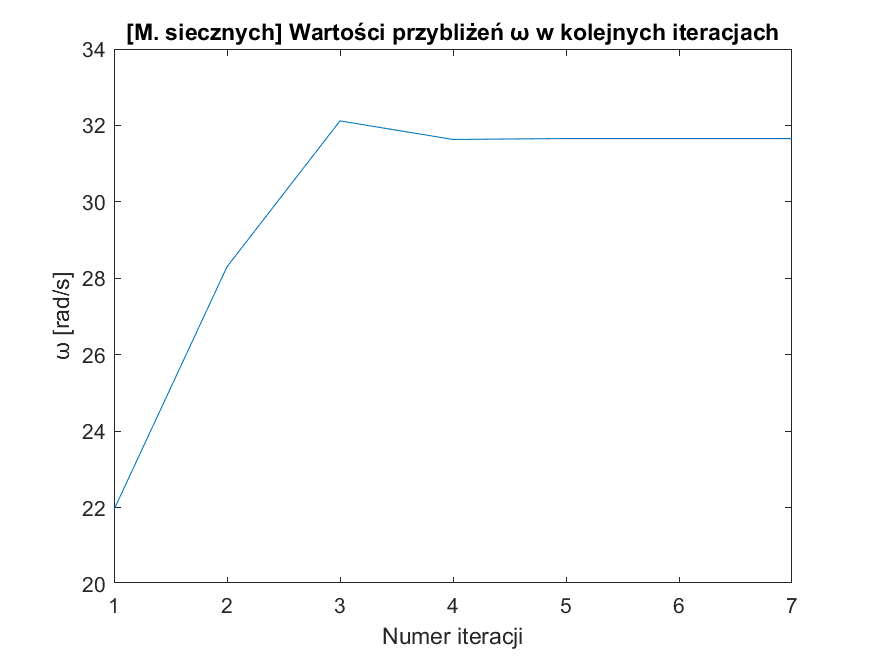 [M. siecznych] Wartości przybliżeń ω w kolejnych iteracjach
34
32
30
28
26
24
22
20
ω [rad/s]
1 2 3 4 5 6 7
Numer iteracji